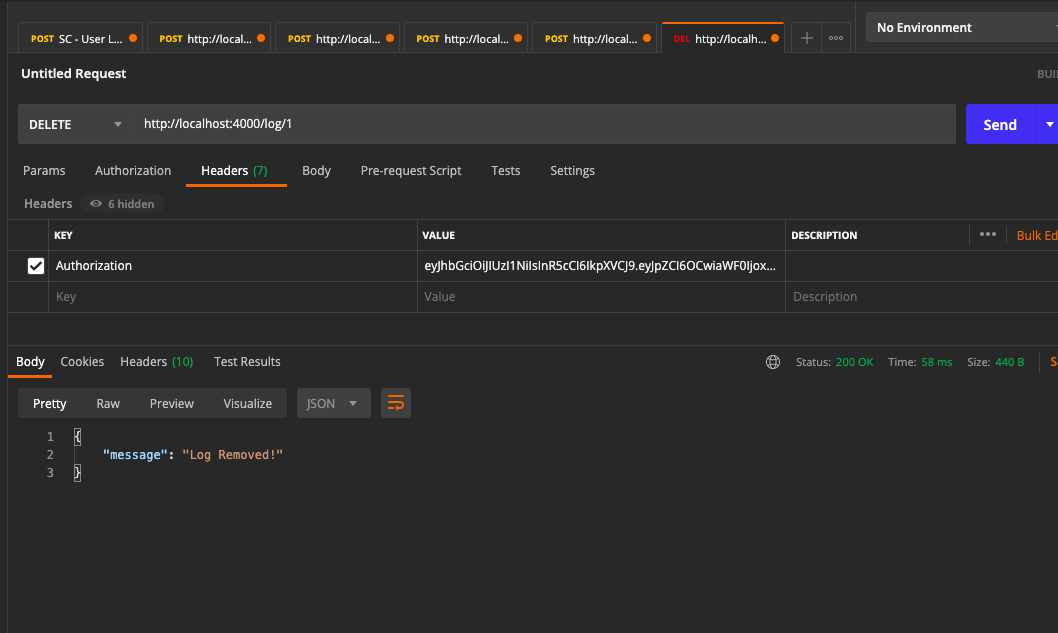 POST SC - User L...
POST http://local...
POST http://local...
POST http://local...
POST http://local...
DEL http://localh...
No Environment
Untitled Request
BUI
DELETE
http://localhost:4000/log/1
Send
Params Authorization Headers (7) Body Pre-request Script Tests Settings
Headers 6 hidden
KEY VALUE DESCRIPTION Bulk Ed
Authorization
Key Value Description
Body Cookies Headers (10) Test Results
Status: 200 OK Time: 58 ms Size: 440 B
Pretty Raw Preview Visualize JSON
1 {
2 "message": "Log Removed!"
3 }